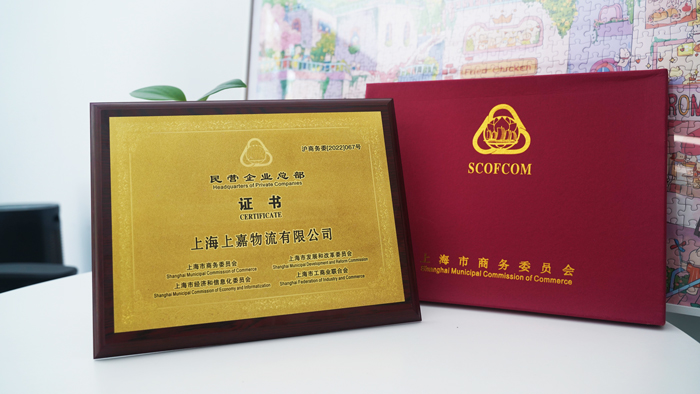 沪商务委(2022)067号
民营企业总部
Headquarters of Private Companies
证书
CERTIFICATE
上海上嘉物流有限公司
上海市商务委员会
Shanghai Municipal Commission of Commerce
上海市发展和改革委员会
Shanghai Municipal Development and Reform Commission
上海市经济和信息化委员会
Shanghai Municipal Commission of Economy and Informatization
上海市工商业联合会
Shanghai Federation of Industry and Commerce
SCOFCOM
上海市商务委员会
Shanghai Municipal Commission of Commerce
Fried chicken